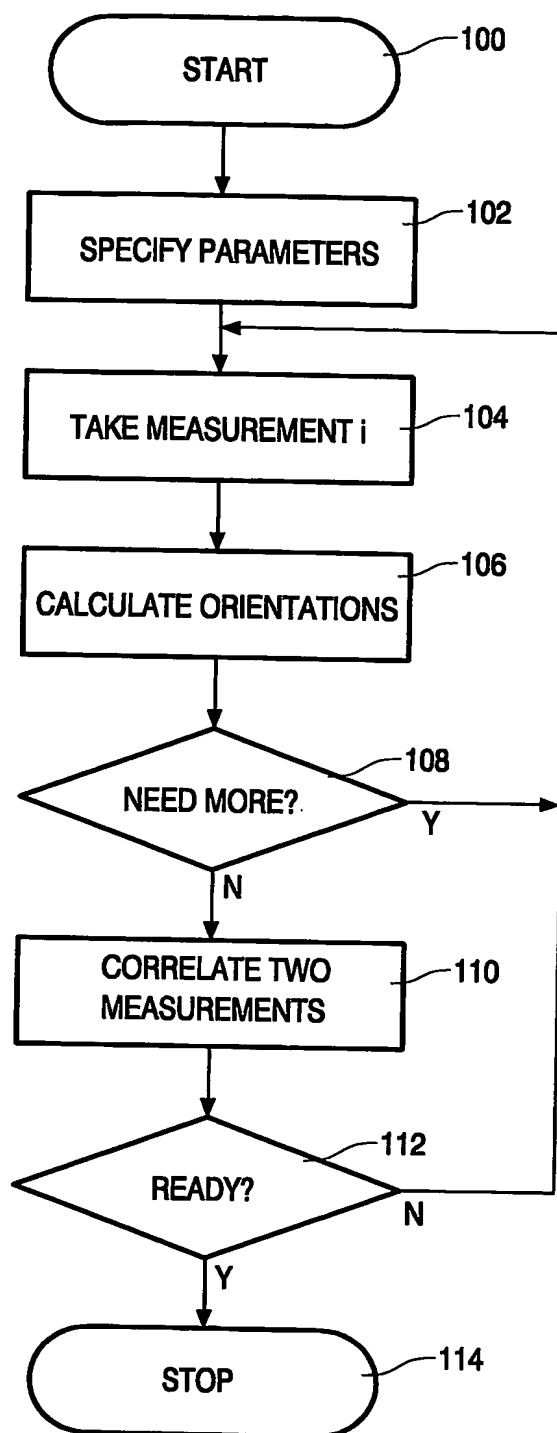 START
100
SPECIFY PARAMETERS
102
TAKE MEASUREMENT i
104
CALCULATE ORIENTATIONS
106
NEED MORE?
108
Y
N
CORRELATE TWO
MEASUREMENTS
110
READY?
112
N
Y
STOP
114